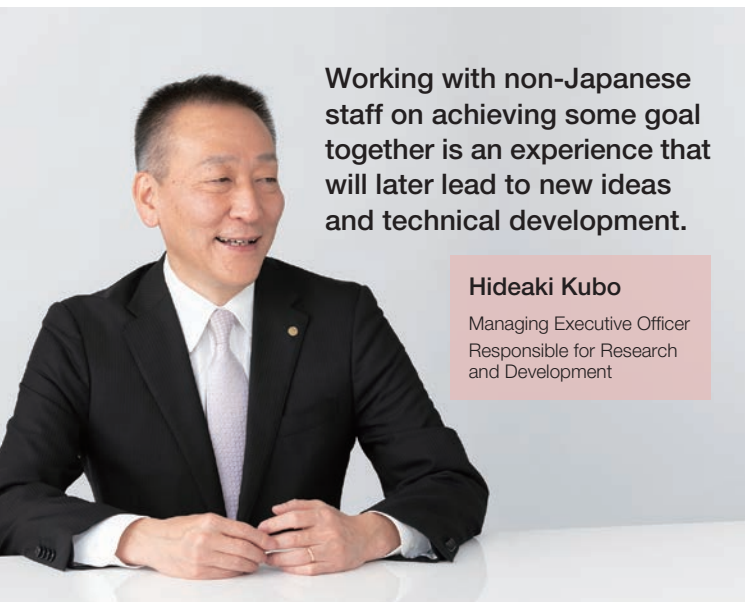 Working with non-Japanese
staff on achieving some goal
together is an experience that
will later lead to new ideas
and technical development.
Hideaki Kubo
Managing Executive Officer
Responsible for Research
and Development